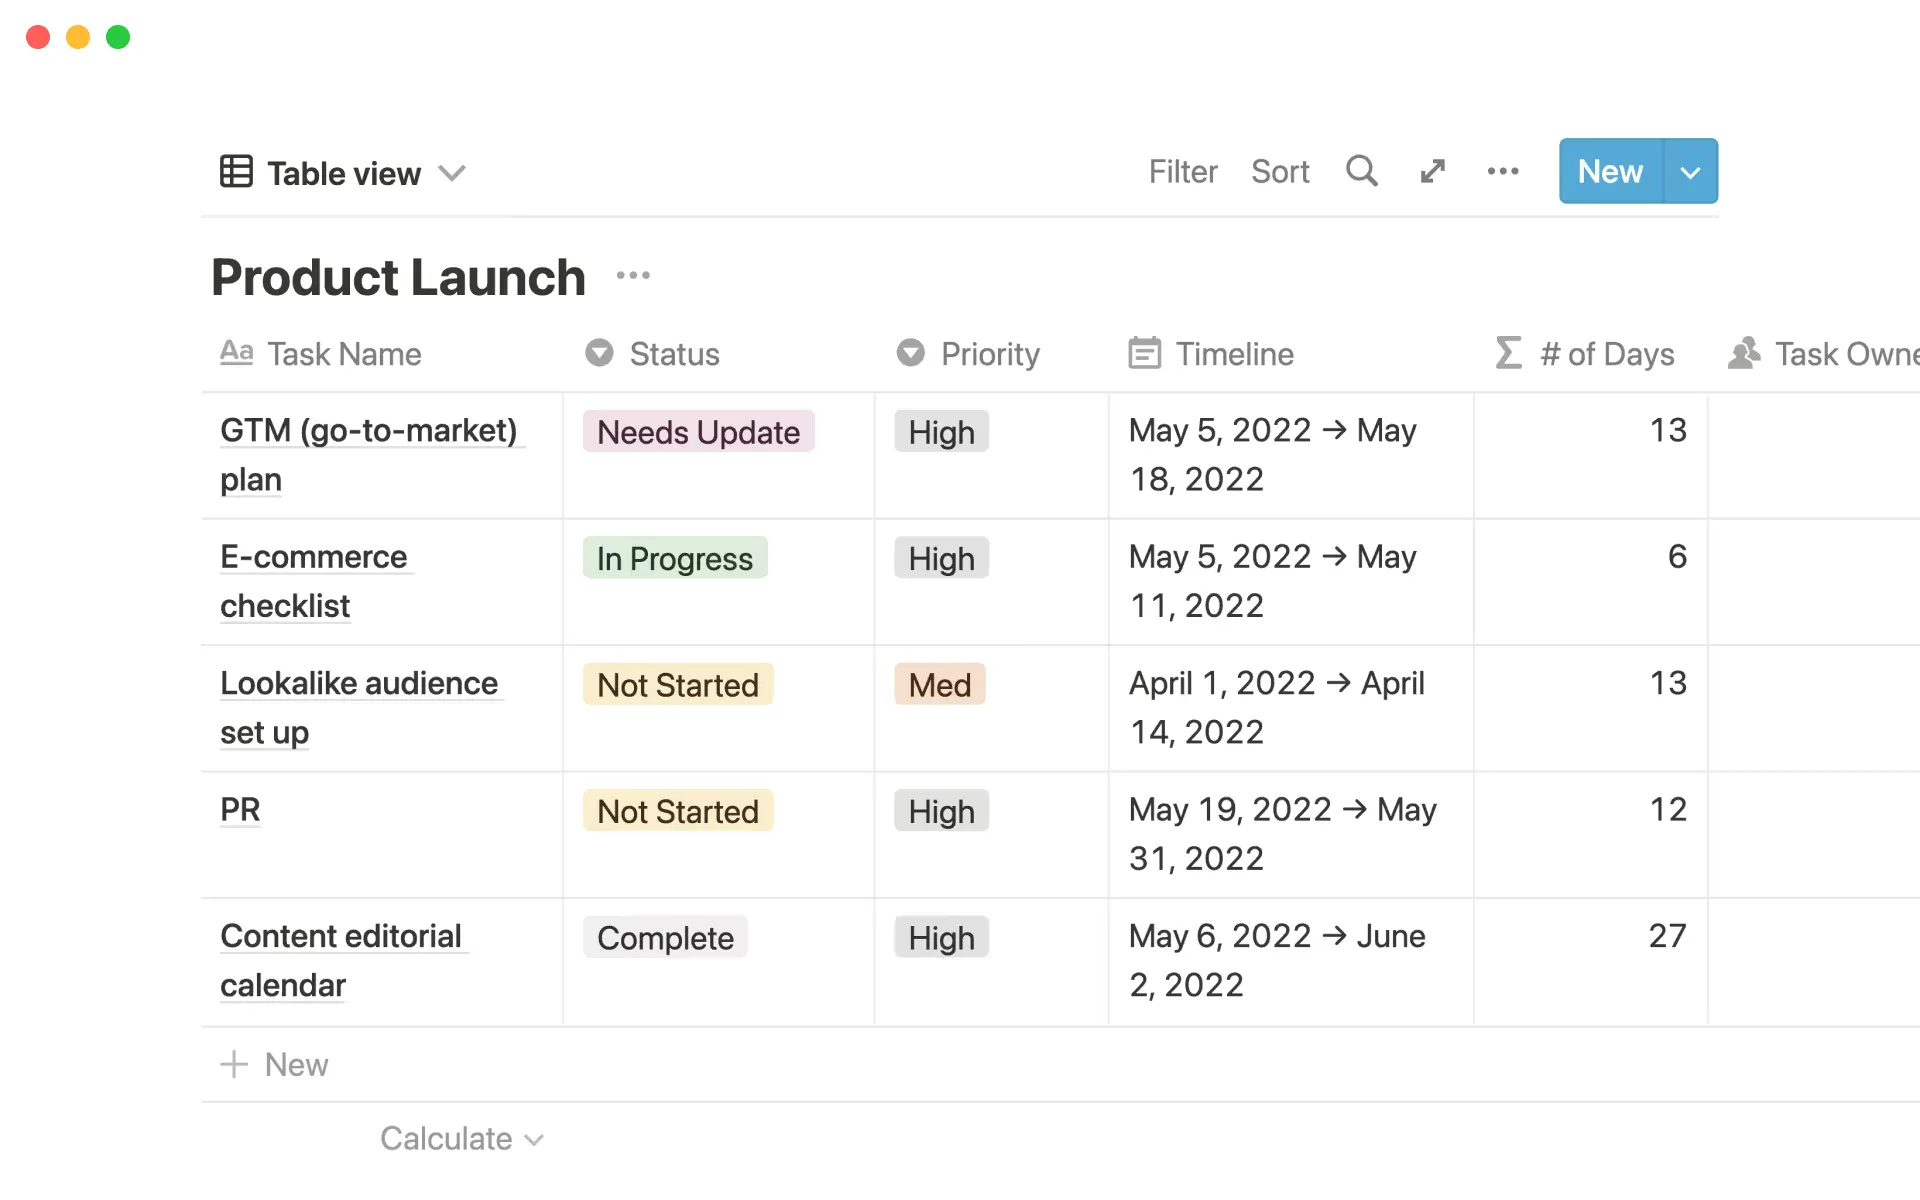 Table view
Filter Sort New
Product Launch
Aa Task Name Status Priority Timeline # of Days Task Owne
GTM (go-to-market) Needs Update High May 5, 2022 → May 13
plan 18, 2022
E-commerce In Progress High May 5, 2022 → May 6
checklist 11, 2022
Lookalike audience Not Started Med April 1, 2022 → April 13
set up 14, 2022
PR Not Started High May 19, 2022 → May 12
31, 2022
Content editorial Complete High May 6, 2022 → June 27
calendar 2, 2022
New
Calculate